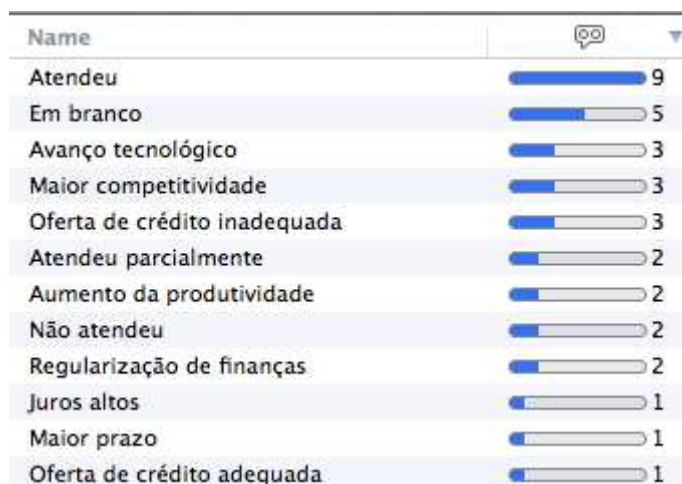 Name
Atendeu 9
Em branco 5
Avanço tecnológico 3
Maior competitividade 3
Oferta de crédito inadequada 3
Atendeu parcialmente 2
Aumento da produtividade 2
Não atendeu 2
Regularização de finanças 2
Juros altos 1
Maior prazo 1
Oferta de crédito adequada 1